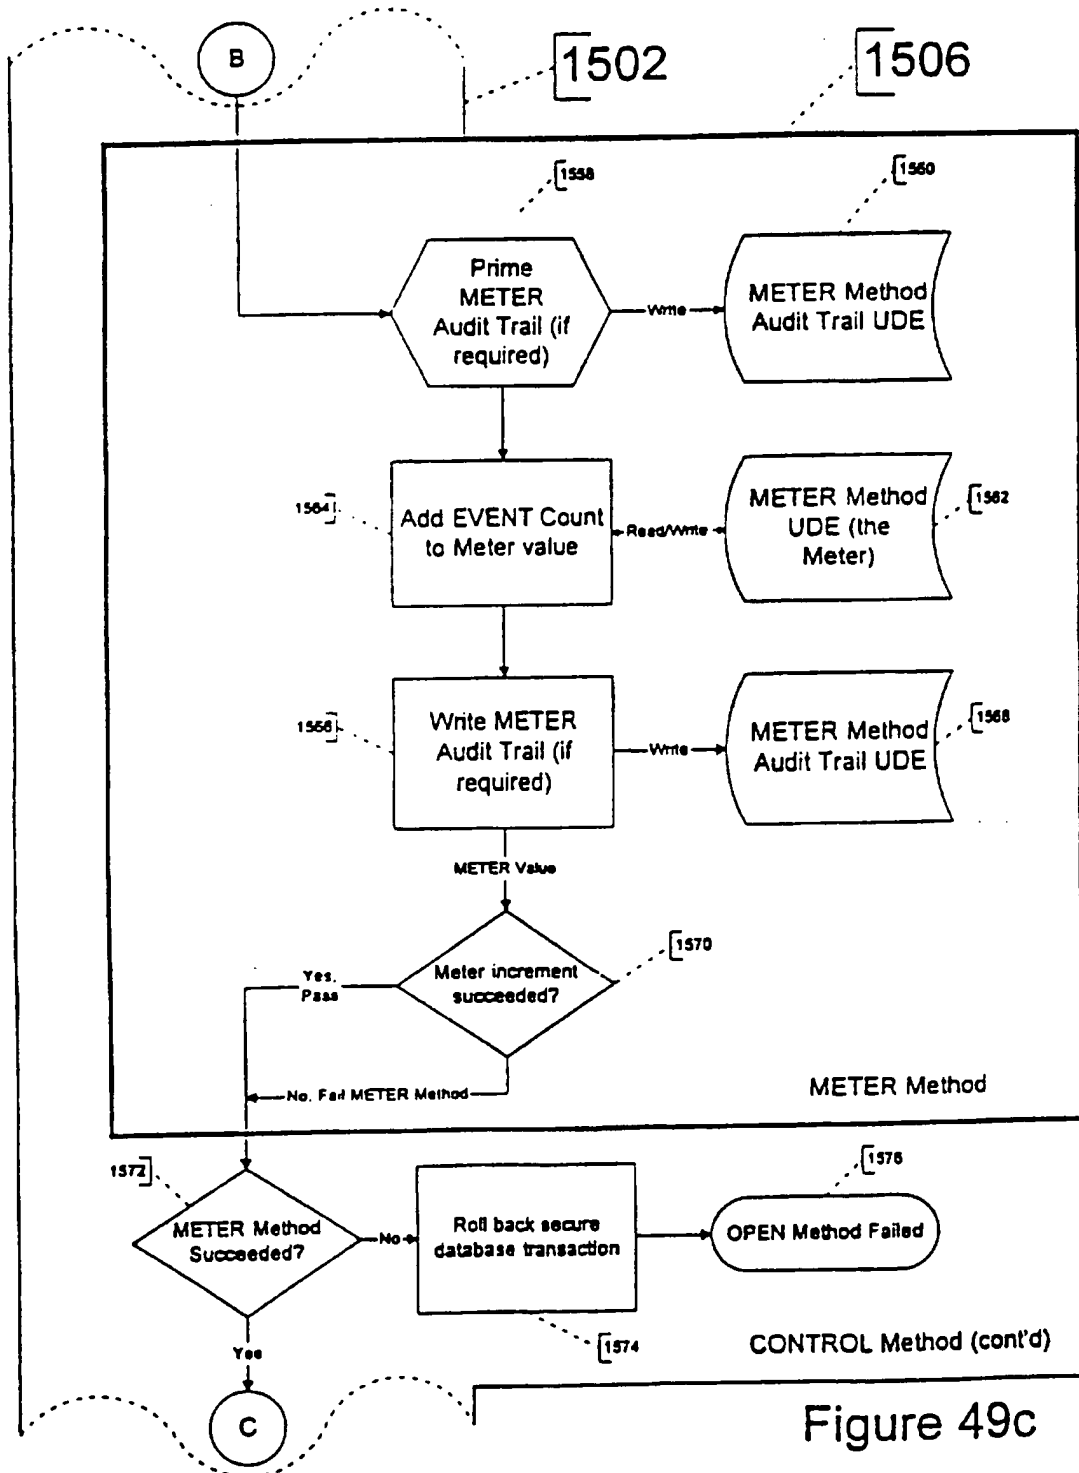 B
1502
1506
1558
1560
Prime
METER
Audit Trail (if
required)
Write
METER Method
Audit Trail UDE
1564
Add EVENT Count
to Meter value
Read/Write
METER Method
UDE (the
Meter)
1562
1566
Write METER
Audit Trail (if
required)
Write
METER Method
Audit Trail UDE
1568
METER Value
Meter increment
succeeded?
1570
Yes,
Pass
No, Fail METER Method
METER Method
1572
METER Method
Succeeded?
No
Roll back secure
database transaction
OPEN Method Failed
1576
1574
Yes
CONTROL Method (cont'd)
C
Figure 49c